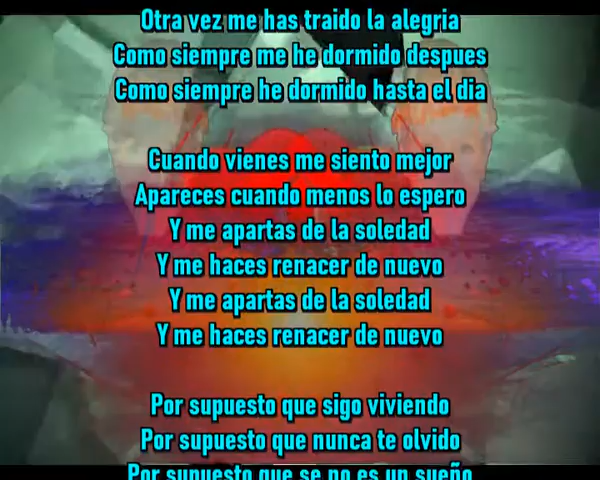 Otra vez me has traido la alegria
Como siempre me he dormido despues
Como siempre he dormido hasta el dia
Cuando vienes me siento mejor
Apareces cuando menos lo espero
Y me apartas de la soledad
Y me haces renacer de nuevo
Y me apartas de la soledad
Y me haces renacer de nuevo
Por supuesto que sigo viviendo
Por supuesto que nunca te olvido
Por supuesto que se no es un sueño